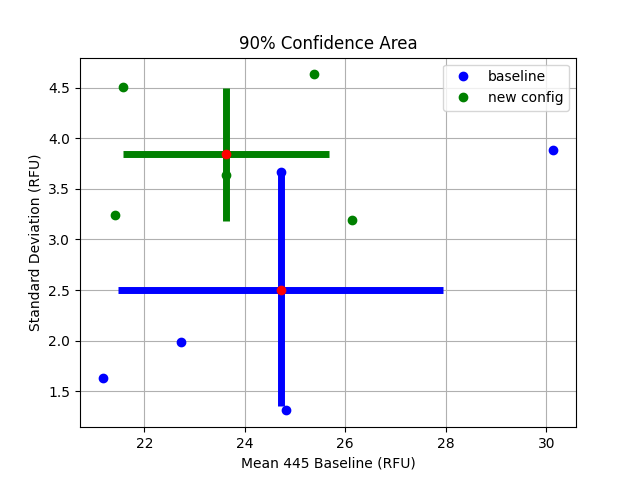 90% Confidence Area
baseline
new config
4.5
4.0
3.5
3.0
2.5
2.0
1.5
Standard Deviation (RFU)
22 24 26 28 30
Mean 445 Baseline (RFU)